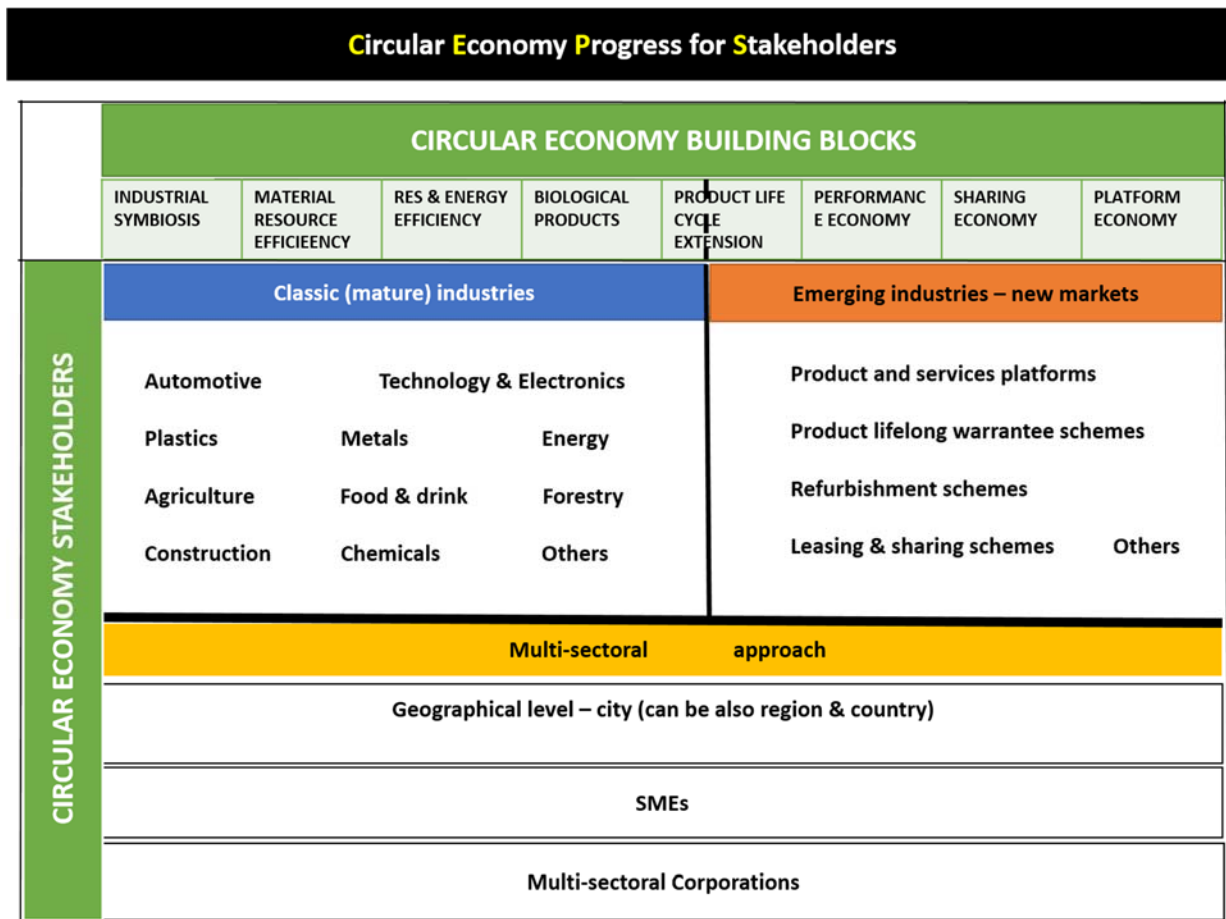 Circular Economy Progress for Stakeholders
CIRCULAR ECONOMY BUILDING BLOCKS
INDUSTRIAL
SYMBIOSIS
MATERIAL
RESOURCE
EFFICIEENCY
RES & ENERGY
EFFICIENCY
BIOLOGICAL
PRODUCTS
PRODUCT LIFE
CYCLE
EXTENSION
PERFORMANC
E ECONOMY
SHARING
ECONOMY
PLATFORM
ECONOMY
CIRCULAR ECONOMY STAKEHOLDERS
Classic (mature) industries
Automotive Technology & Electronics
Plastics Metals Energy
Agriculture Food & drink Forestry
Construction Chemicals Others
Emerging industries – new markets
Product and services platforms
Product lifelong warrantee schemes
Refurbishment schemes
Leasing & sharing schemes Others
Multi-sectoral approach
Geographical level – city (can be also region & country)
SMEs
Multi-sectoral Corporations